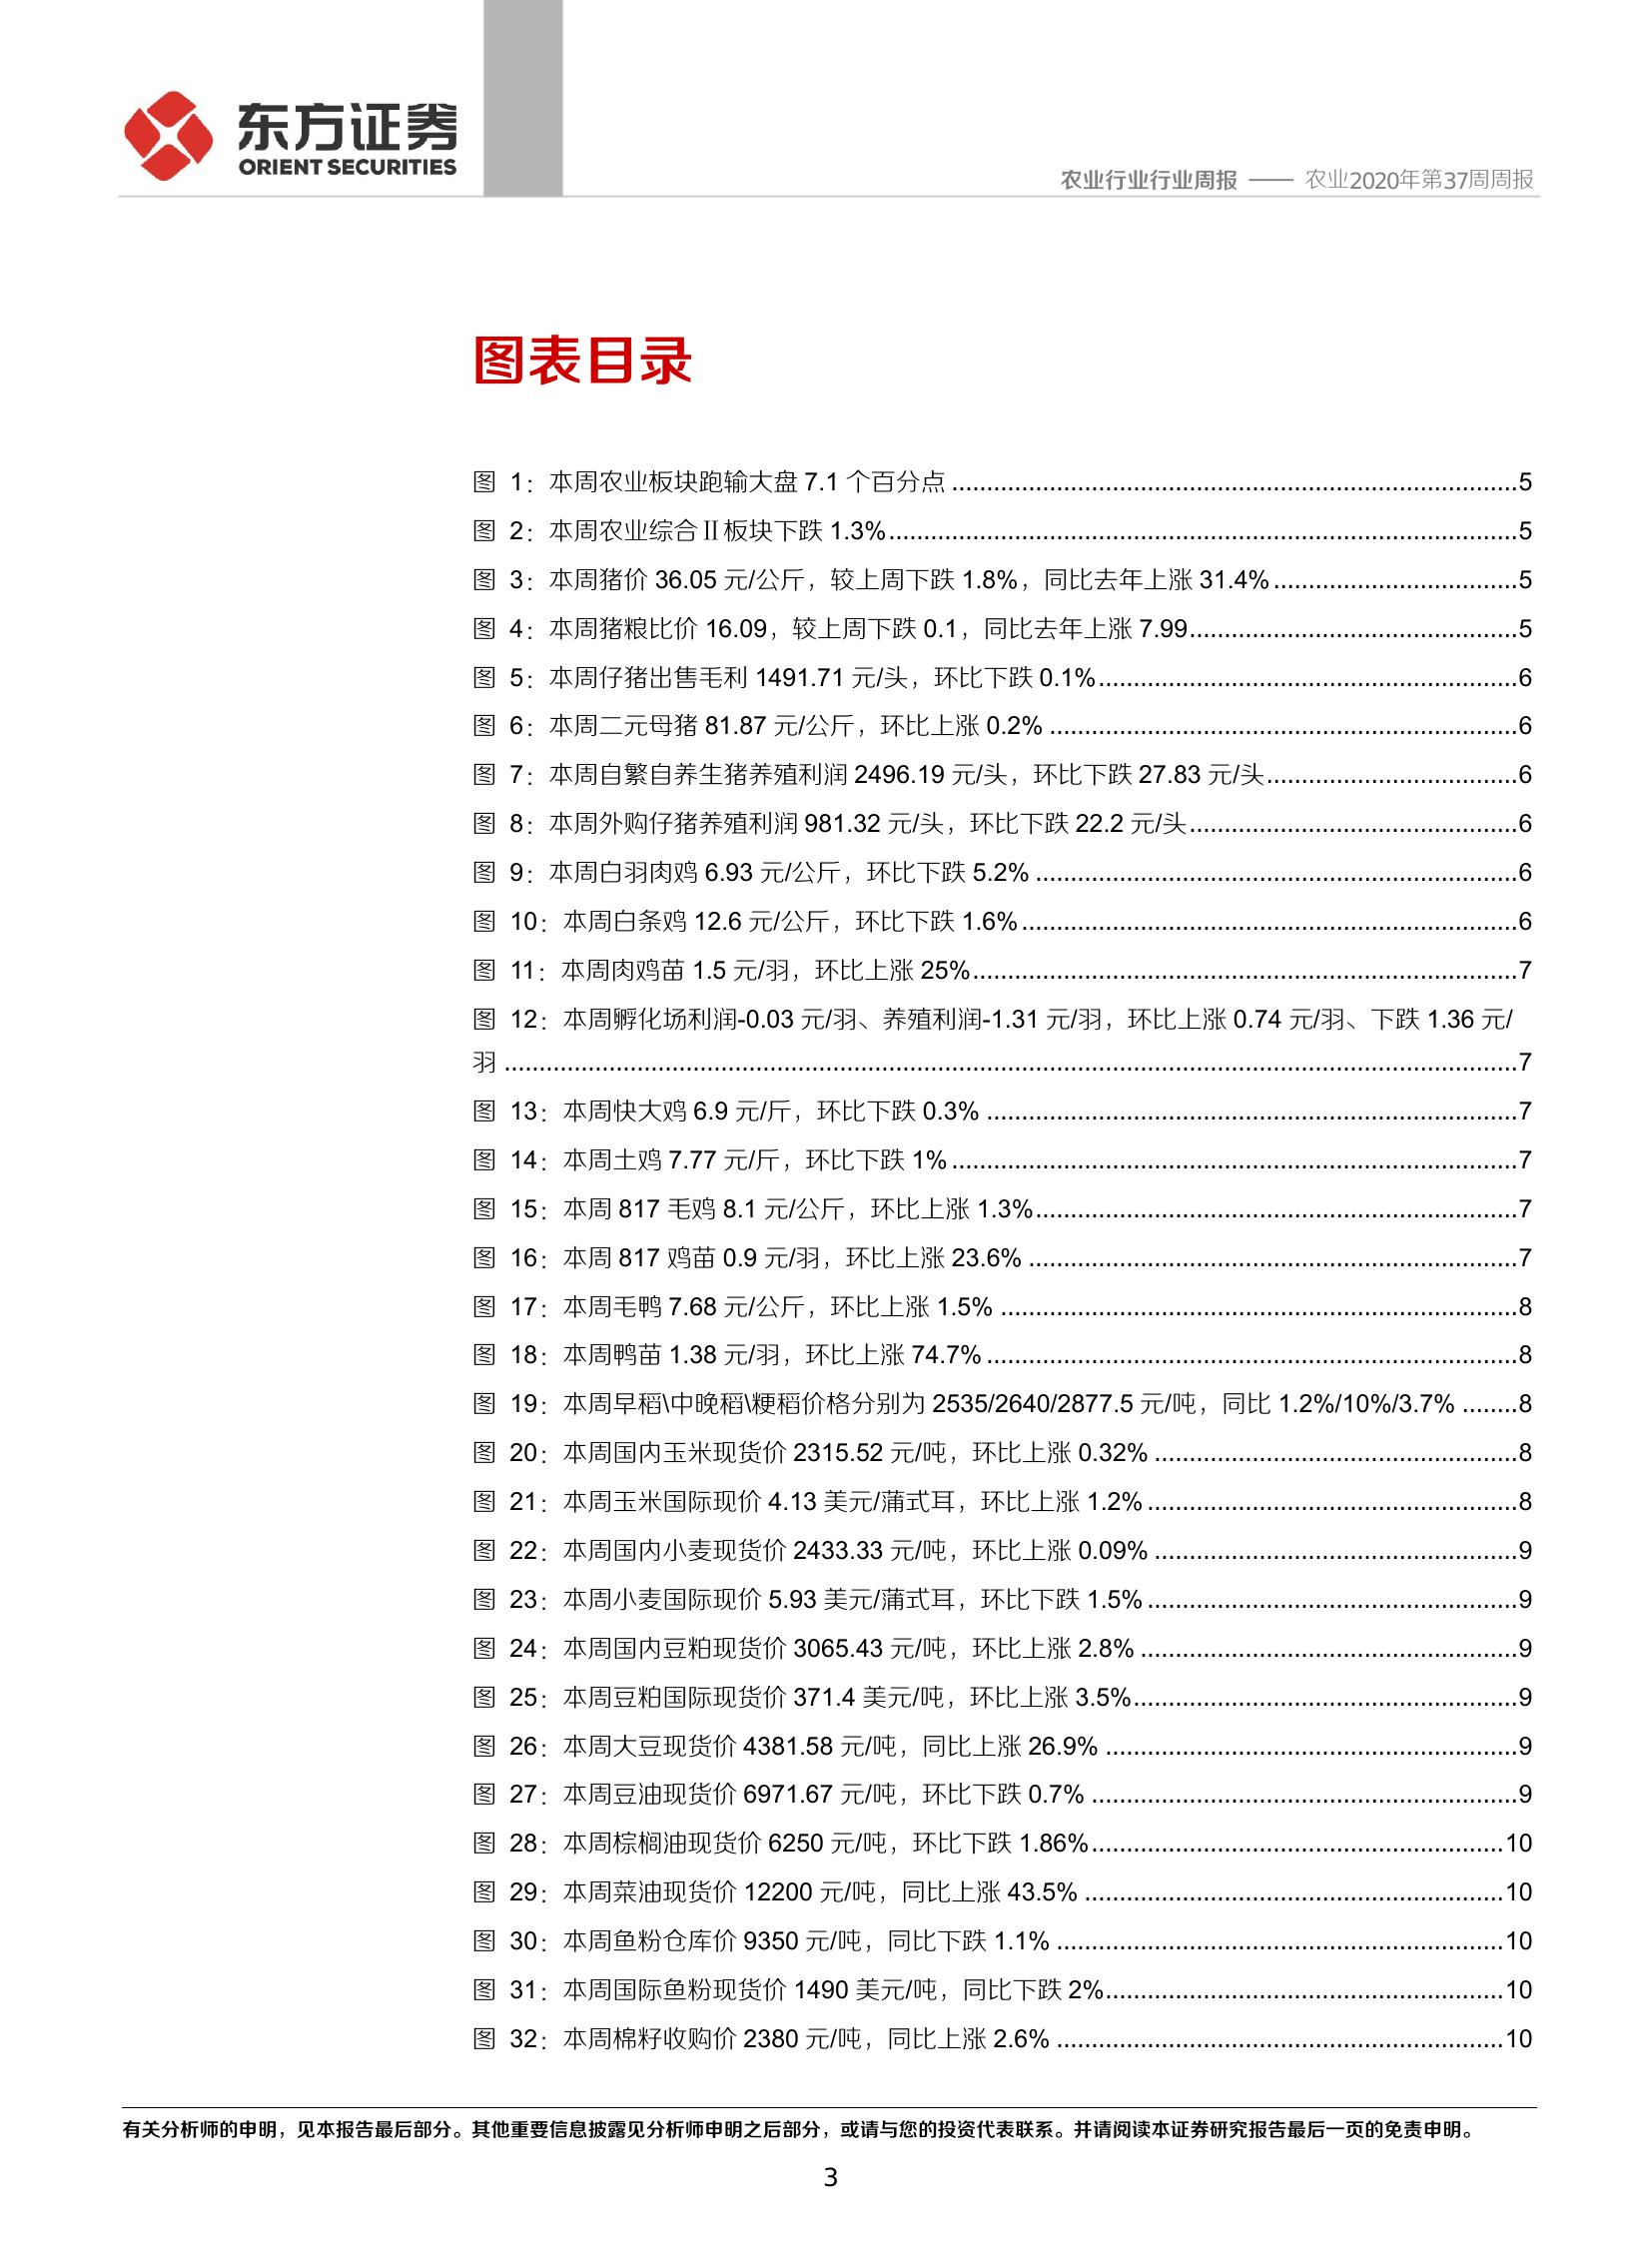 东方证券
ORIENT SECURITIES
农业行业行业周报 —— 农业2020年第37周周报
图表目录
图 1：本周农业板块跑输大盘 7.1 个百分点 ................................................................................5
图 2：本周农业综合Ⅱ板块下跌 1.3%................................................................................5
图 3：本周猪价 36.05 元/公斤，较上周下跌 1.8%，同比去年上涨 31.4%...................................5
图 4：本周猪粮比价 16.09，较上周下跌 0.1，同比去年上涨 7.99...............................................5
图 5：本周仔猪出售毛利 1491.71 元/头，环比下跌 0.1%............................................................6
图 6：本周二元母猪 81.87 元/公斤，环比上涨 0.2% ...................................................................6
图 7：本周自繁自养生猪养殖利润 2496.19 元/头，环比下跌 27.83 元/头....................................6
图 8：本周外购仔猪养殖利润 981.32 元/头，环比下跌 22.2 元/头...............................................6
图 9：本周白羽肉鸡 6.93 元/公斤，环比下跌 5.2% .....................................................................6
图 10：本周白条鸡 12.6 元/公斤，环比下跌 1.6%.......................................................................6
图 11：本周肉鸡苗 1.5 元/羽，环比上涨 25%..............................................................................7
图 12：本周孵化场利润-0.03 元/羽、养殖利润-1.31 元/羽，环比上涨 0.74 元/羽、下跌 1.36 元/
羽 ................................................................................7
图 13：本周快大鸡 6.9 元/斤，环比下跌 0.3% ............................................................................7
图 14：本周土鸡 7.77 元/斤，环比下跌 1% .................................................................................7
图 15：本周 817 毛鸡 8.1 元/公斤，环比上涨 1.3%.....................................................................7
图 16：本周 817 鸡苗 0.9 元/羽，环比上涨 23.6% ......................................................................7
图 17：本周毛鸭 7.68 元/公斤，环比上涨 1.5% ..........................................................................8
图 18：本周鸭苗 1.38 元/羽，环比上涨 74.7% ............................................................................8
图 19：本周早稻\中晚稻\粳稻价格分别为 2535/2640/2877.5 元/吨，同比 1.2%/10%/3.7% ........8
图 20：本周国内玉米现货价 2315.52 元/吨，环比上涨 0.32% ....................................................8
图 21：本周玉米国际现价 4.13 美元/蒲式耳，环比上涨 1.2% .....................................................8
图 22：本周国内小麦现货价 2433.33 元/吨，环比上涨 0.09% ....................................................9
图 23：本周小麦国际现价 5.93 美元/蒲式耳，环比下跌 1.5% .....................................................9
图 24：本周国内豆粕现货价 3065.43 元/吨，环比上涨 2.8% ......................................................9
图 25：本周豆粕国际现货价 371.4 美元/吨，环比上涨 3.5%.......................................................9
图 26：本周大豆现货价 4381.58 元/吨，同比上涨 26.9% ...........................................................9
图 27：本周豆油现货价 6971.67 元/吨，环比下跌 0.7% .............................................................9
图 28：本周棕榈油现货价 6250 元/吨，环比下跌 1.86%...........................................................10
图 29：本周菜油现货价 12200 元/吨，同比上涨 43.5% ............................................................10
图 30：本周鱼粉仓库价 9350 元/吨，同比下跌 1.1% ................................................................10
图 31：本周国际鱼粉现货价 1490 美元/吨，同比下跌 2%.........................................................10
图 32：本周棉籽收购价 2380 元/吨，同比上涨 2.6% ................................................................10
有关分析师的申明，见本报告最后部分。其他重要信息披露见分析师申明之后部分，或请与您的投资代表联系。并请阅读本证券研究报告最后一页的免责申明。
3